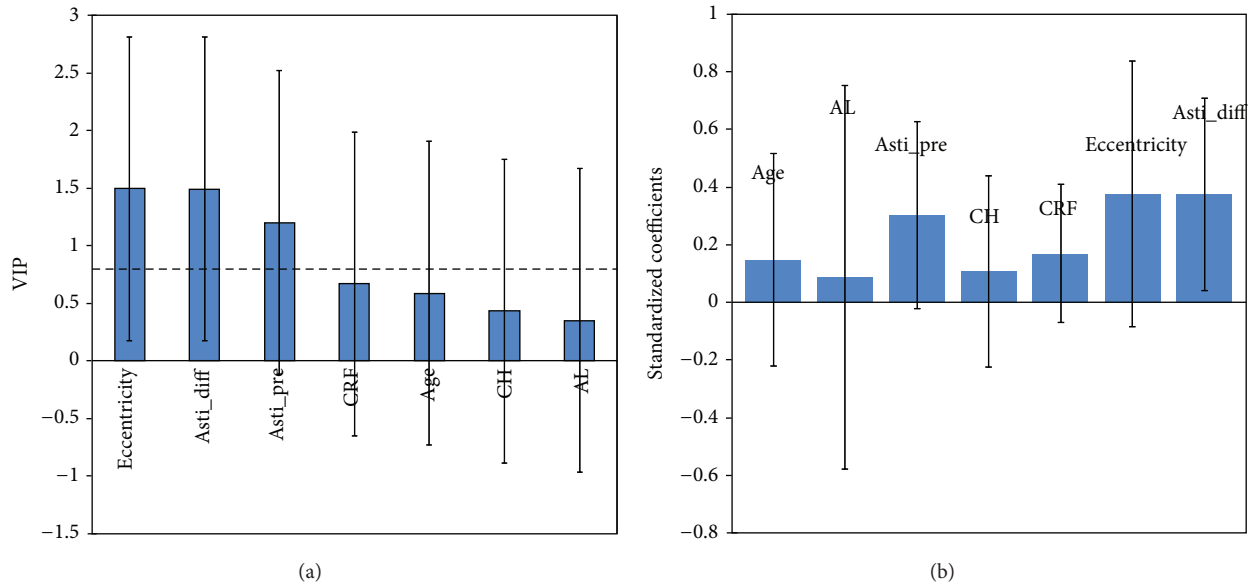 3
2.5
2
1.5
1
0.5
0
−0.5
−1
−1.5
VIP
Eccentricity
Asti_diff
Asti_pre
CRF
Age
CH
AL
(a)
1
0.8
0.6
0.4
0.2
0
−0.2
−0.4
−0.6
−0.8
Standardized coefficients
Age
AL
Asti_pre
CH
CRF
Eccentricity
Asti_diff
(b)